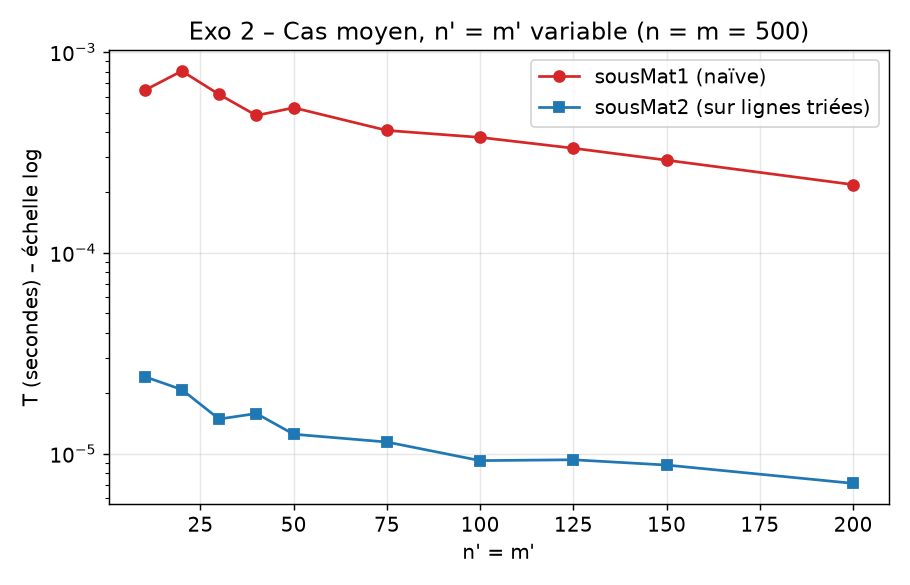 Exo 2 – Cas moyen, n' = m' variable (n = m = 500)
10⁻³
10⁻⁴
10⁻⁵
T (secondes) – échelle log
sousMat1 (naïve)
sousMat2 (sur lignes triées)
25 50 75 100 125 150 175 200
n' = m'